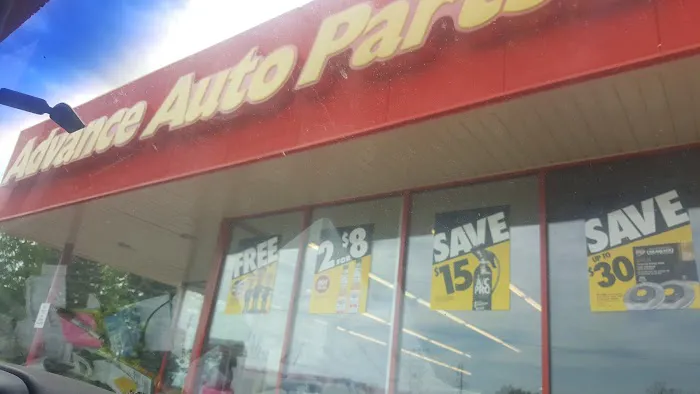 Advance Auto Parts
FREE
2 FOR $8
SAVE
$15
SAVE
UP TO
$30